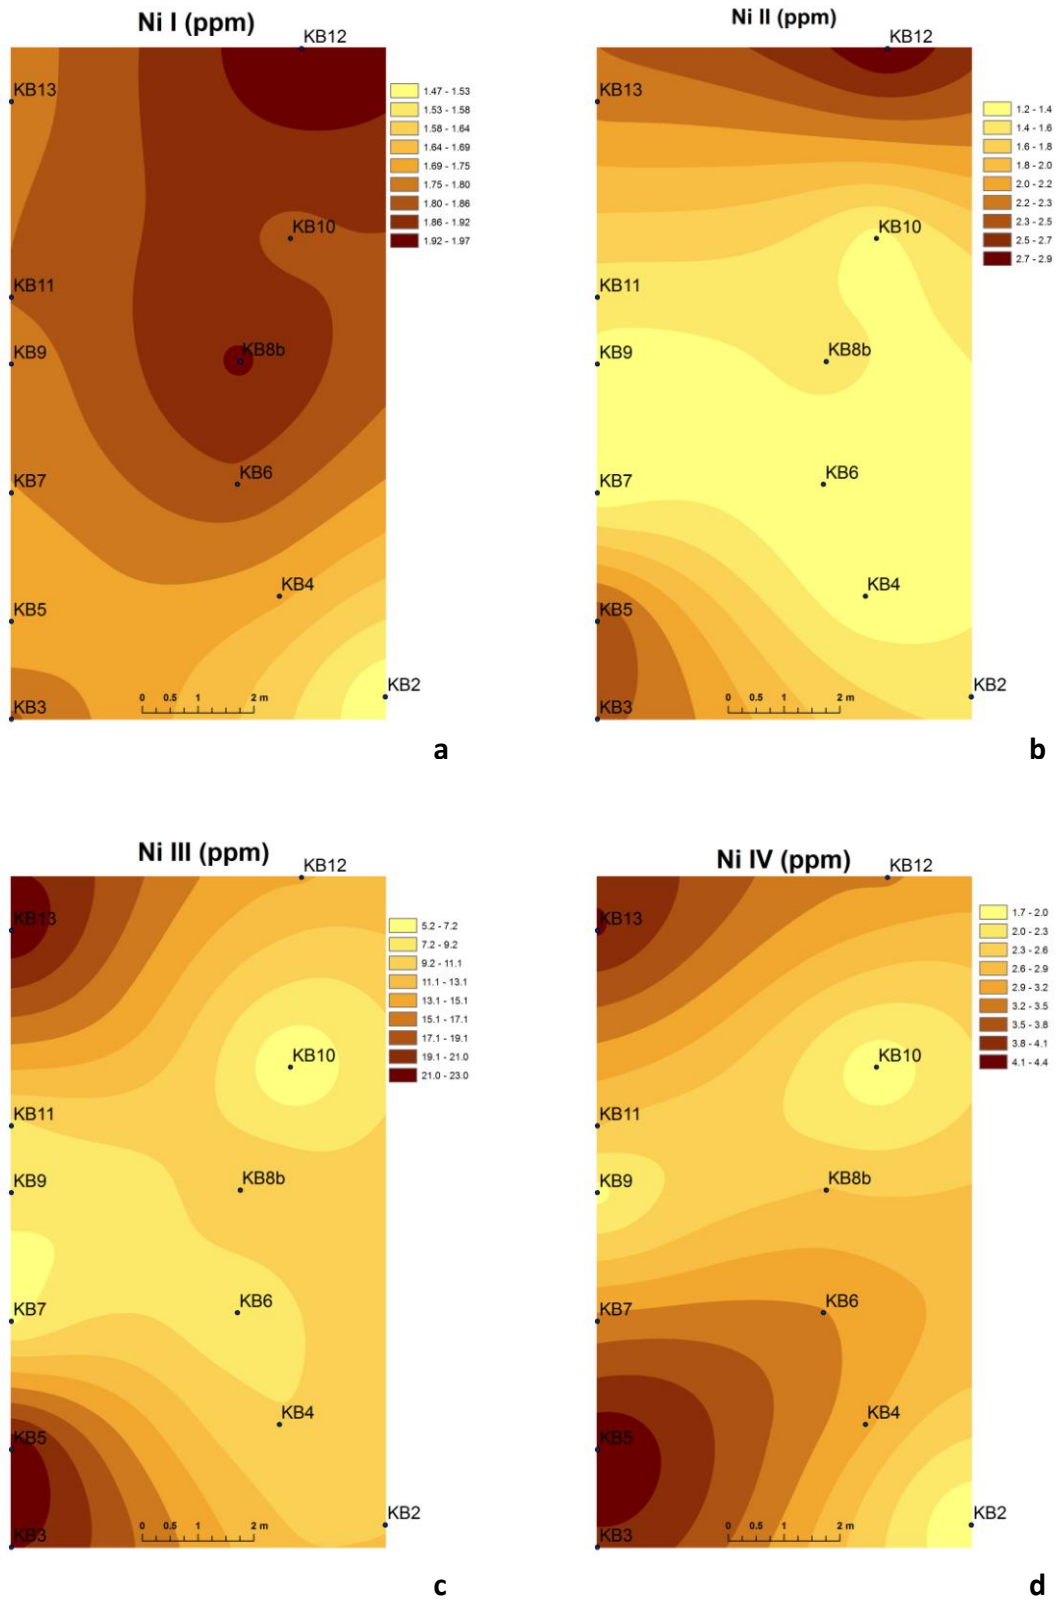 Ni I (ppm)
KB12
KB13
1.47 - 1.53
1.53 - 1.58
1.58 - 1.64
1.64 - 1.69
1.69 - 1.75
1.75 - 1.80
1.80 - 1.86
1.86 - 1.92
1.92 - 1.97
KB10
KB11
KB9
KB8b
KB7
KB6
KB5
KB4
KB3
KB2
0 0.5 1 2 m
a
Ni II (ppm)
KB12
KB13
1.2 - 1.4
1.4 - 1.6
1.6 - 1.8
1.8 - 2.0
2.0 - 2.2
2.2 - 2.3
2.3 - 2.5
2.5 - 2.7
2.7 - 2.9
KB10
KB11
KB9
KB8b
KB7
KB6
KB5
KB4
KB3
KB2
0 0.5 1 2 m
b
Ni III (ppm)
KB12
KB13
5.2 - 7.2
7.2 - 9.2
9.2 - 11.1
11.1 - 13.1
13.1 - 15.1
15.1 - 17.1
17.1 - 19.1
19.1 - 21.0
21.0 - 23.0
KB10
KB11
KB9
KB8b
KB7
KB6
KB5
KB4
KB3
KB2
0 0.5 1 2 m
c
Ni IV (ppm)
KB12
KB13
1.7 - 2.0
2.0 - 2.3
2.3 - 2.6
2.6 - 2.9
2.9 - 3.2
3.2 - 3.5
3.5 - 3.8
3.8 - 4.1
4.1 - 4.4
KB10
KB11
KB9
KB8b
KB7
KB6
KB5
KB4
KB3
KB2
0 0.5 1 2 m
d